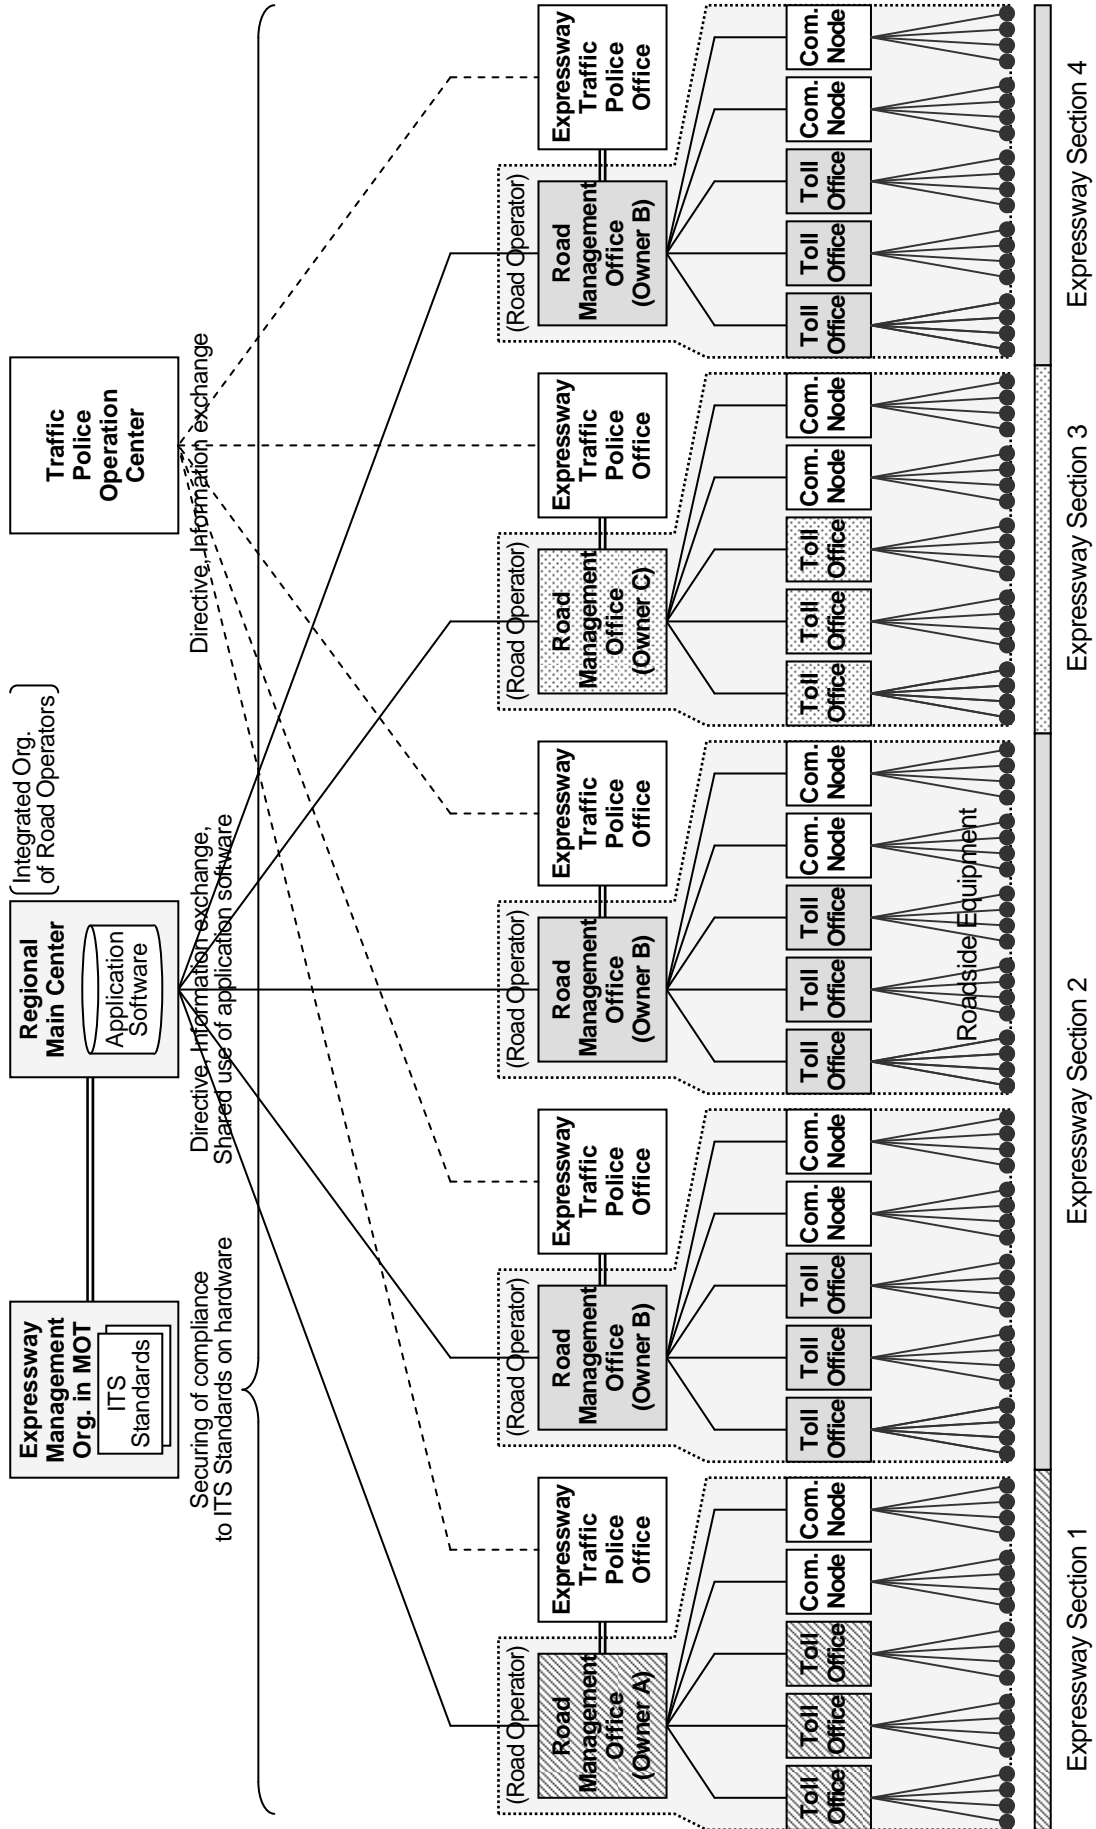 Expressway
Management
Org. in MOT
ITS
Standards
Regional
Main Center
Application
Software
Integrated Org.
of Road Operators
Traffic
Police
Operation
Center
Securing of compliance
to ITS Standards on hardware
Directive, Information exchange,
Shared use of application software
Directive, Information exchange
(Road Operator)
Road
Management
Office
(Owner A)
Expressway
Traffic
Police
Office
(Road Operator)
Road
Management
Office
(Owner B)
Expressway
Traffic
Police
Office
(Road Operator)
Road
Management
Office
(Owner B)
Expressway
Traffic
Police
Office
(Road Operator)
Road
Management
Office
(Owner C)
Expressway
Traffic
Police
Office
(Road Operator)
Road
Management
Office
(Owner B)
Expressway
Traffic
Police
Office
Toll
Office
Toll
Office
Toll
Office
Com.
Node
Com.
Node
Toll
Office
Toll
Office
Toll
Office
Com.
Node
Com.
Node
Toll
Office
Toll
Office
Toll
Office
Com.
Node
Com.
Node
Toll
Office
Toll
Office
Toll
Office
Com.
Node
Com.
Node
Toll
Office
Toll
Office
Toll
Office
Com.
Node
Com.
Node
Roadside Equipment
Expressway Section 1
Expressway Section 2
Expressway Section 3
Expressway Section 4